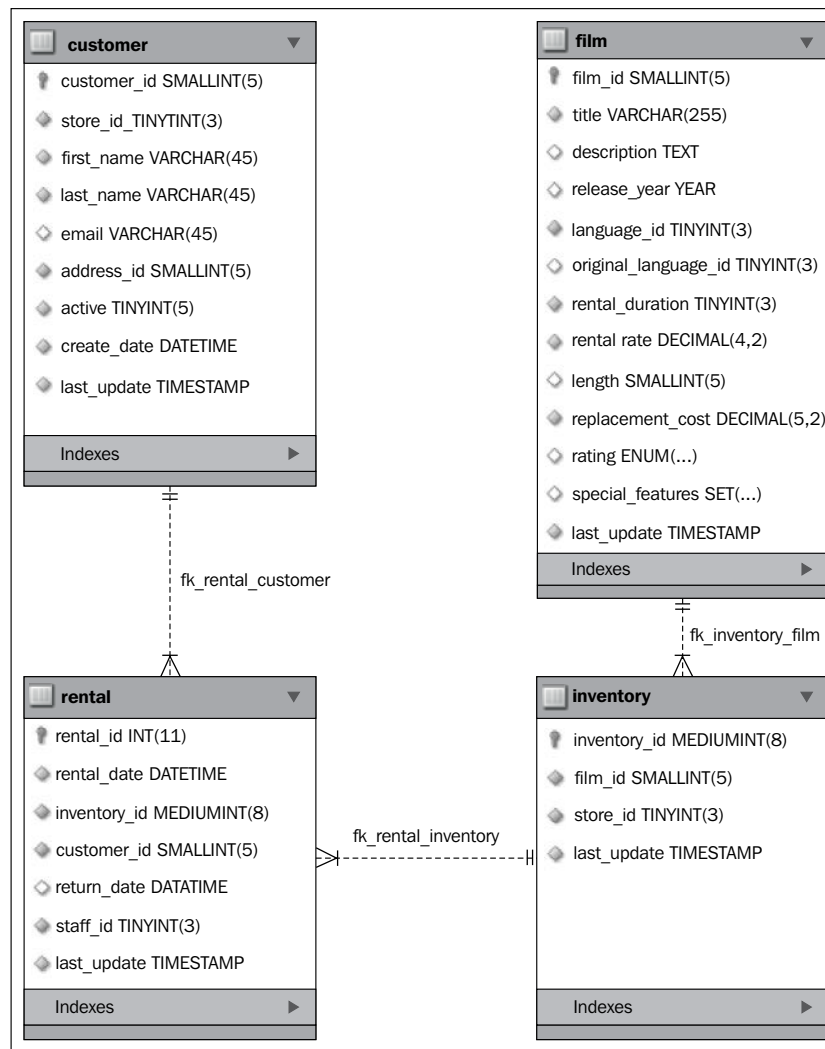 customer
customer_id SMALLINT(5)
store_id_TINYTINT(3)
first_name VARCHAR(45)
last_name VARCHAR(45)
email VARCHAR(45)
address_id SMALLINT(5)
active TINYINT(5)
create_date DATETIME
last_update TIMESTAMP
Indexes
film
film_id SMALLINT(5)
title VARCHAR(255)
description TEXT
release_year YEAR
language_id TINYINT(3)
original_language_id TINYINT(3)
rental_duration TINYINT(3)
rental rate DECIMAL(4,2)
length SMALLINT(5)
replacement_cost DECIMAL(5,2)
rating ENUM(...)
special_features SET(...)
last_update TIMESTAMP
Indexes
fk_rental_customer
fk_inventory_film
rental
rental_id INT(11)
rental_date DATETIME
inventory_id MEDIUMINT(8)
customer_id SMALLINT(5)
return_date DATATIME
staff_id TINYINT(3)
last_update TIMESTAMP
Indexes
fk_rental_inventory
inventory
inventory_id MEDIUMINT(8)
film_id SMALLINT(5)
store_id TINYINT(3)
last_update TIMESTAMP
Indexes